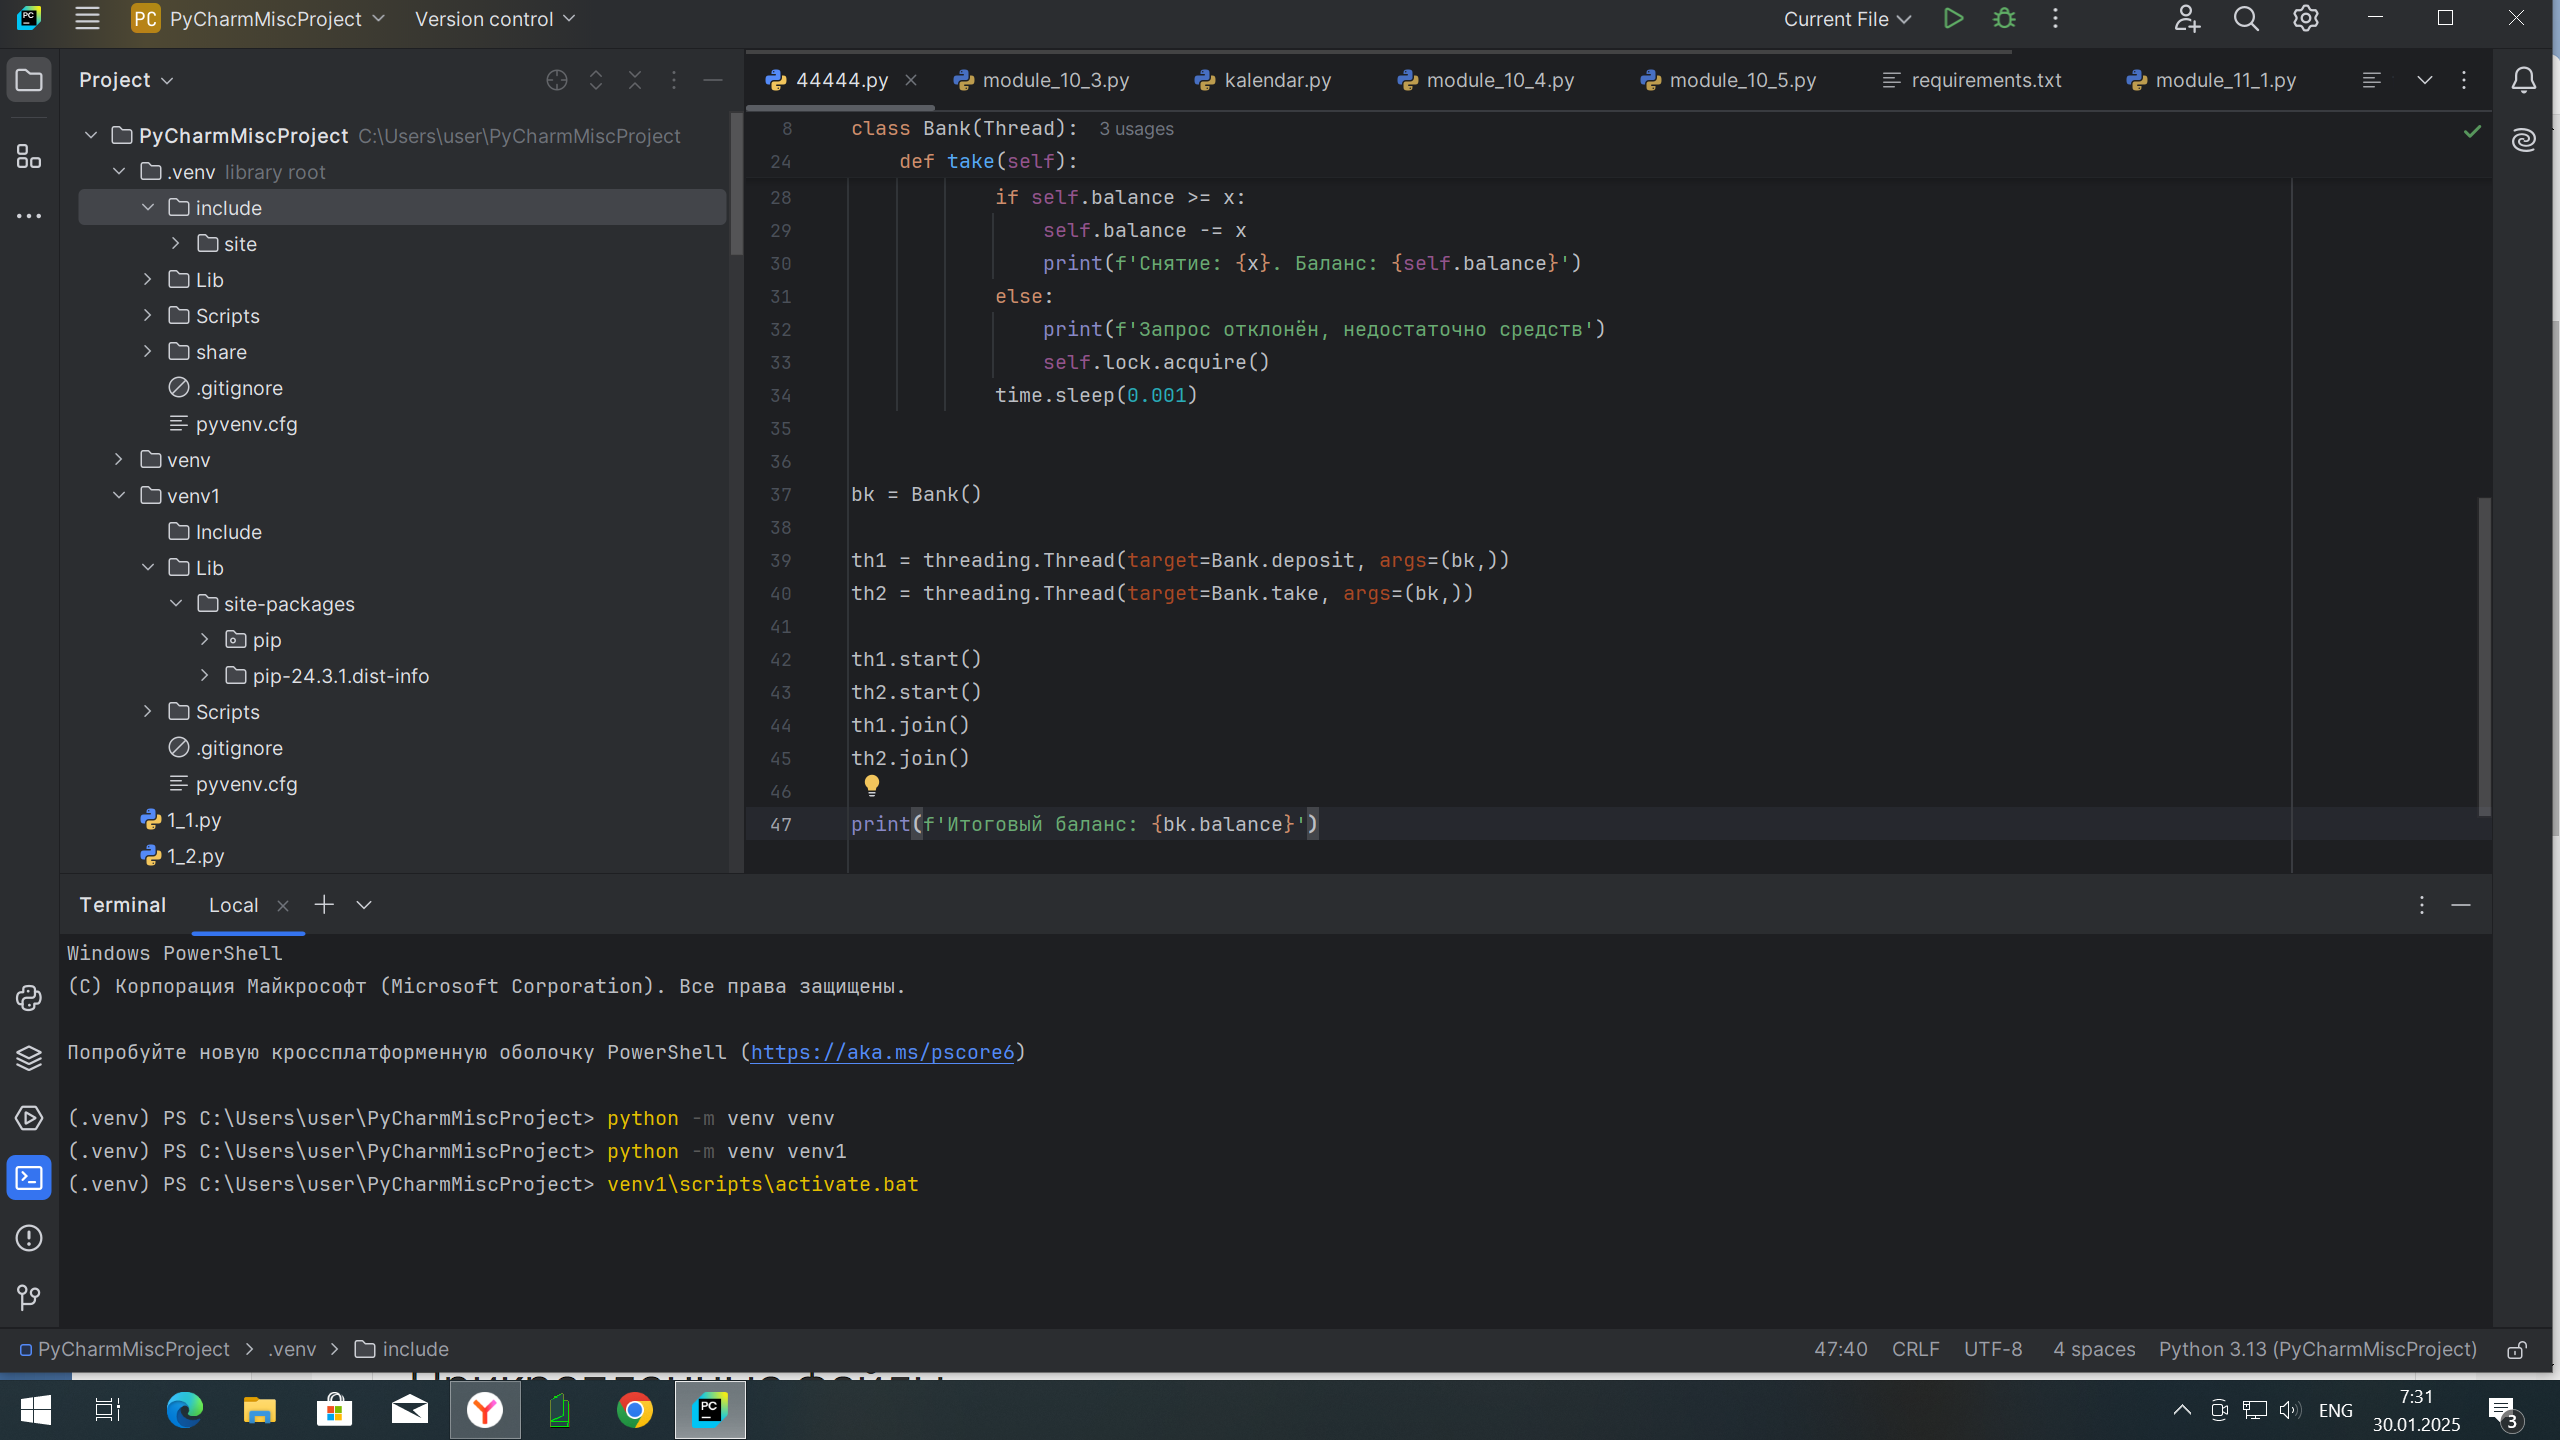 PC PyCharmMiscProject Version control Current File
Project
44444.py module_10_3.py kalendar.py module_10_4.py module_10_5.py requirements.txt module_11_1.py
PyCharmMiscProject C:\Users\user\PyCharmMiscProject
.venv library root
include
site
Lib
Scripts
share
.gitignore
pyvenv.cfg
venv
venv1
Include
Lib
site-packages
pip
pip-24.3.1.dist-info
Scripts
.gitignore
pyvenv.cfg
1_1.py
1_2.py
8 class Bank(Thread): 3 usages
24 def take(self):
28 if self.balance >= x:
29 self.balance -= x
30 print(f'Снятие: {x}. Баланс: {self.balance}')
31 else:
32 print(f'Запрос отклонён, недостаточно средств')
33 self.lock.acquire()
34 time.sleep(0.001)
35
36
37 bk = Bank()
38
39 th1 = threading.Thread(target=Bank.deposit, args=(bk,))
40 th2 = threading.Thread(target=Bank.take, args=(bk,))
41
42 th1.start()
43 th2.start()
44 th1.join()
45 th2.join()
46
47 print(f'Итоговый баланс: {bk.balance}')
Terminal Local
Windows PowerShell
(C) Корпорация Майкрософт (Microsoft Corporation). Все права защищены.
Попробуйте новую кроссплатформенную оболочку PowerShell (https://aka.ms/pscore6)
(.venv) PS C:\Users\user\PyCharmMiscProject> python -m venv venv
(.venv) PS C:\Users\user\PyCharmMiscProject> python -m venv venv1
(.venv) PS C:\Users\user\PyCharmMiscProject> venv1\scripts\activate.bat
PyCharmMiscProject > .venv > include 47:40 CRLF UTF-8 4 spaces Python 3.13 (PyCharmMiscProject)
ENG
7:31
30.01.2025
3